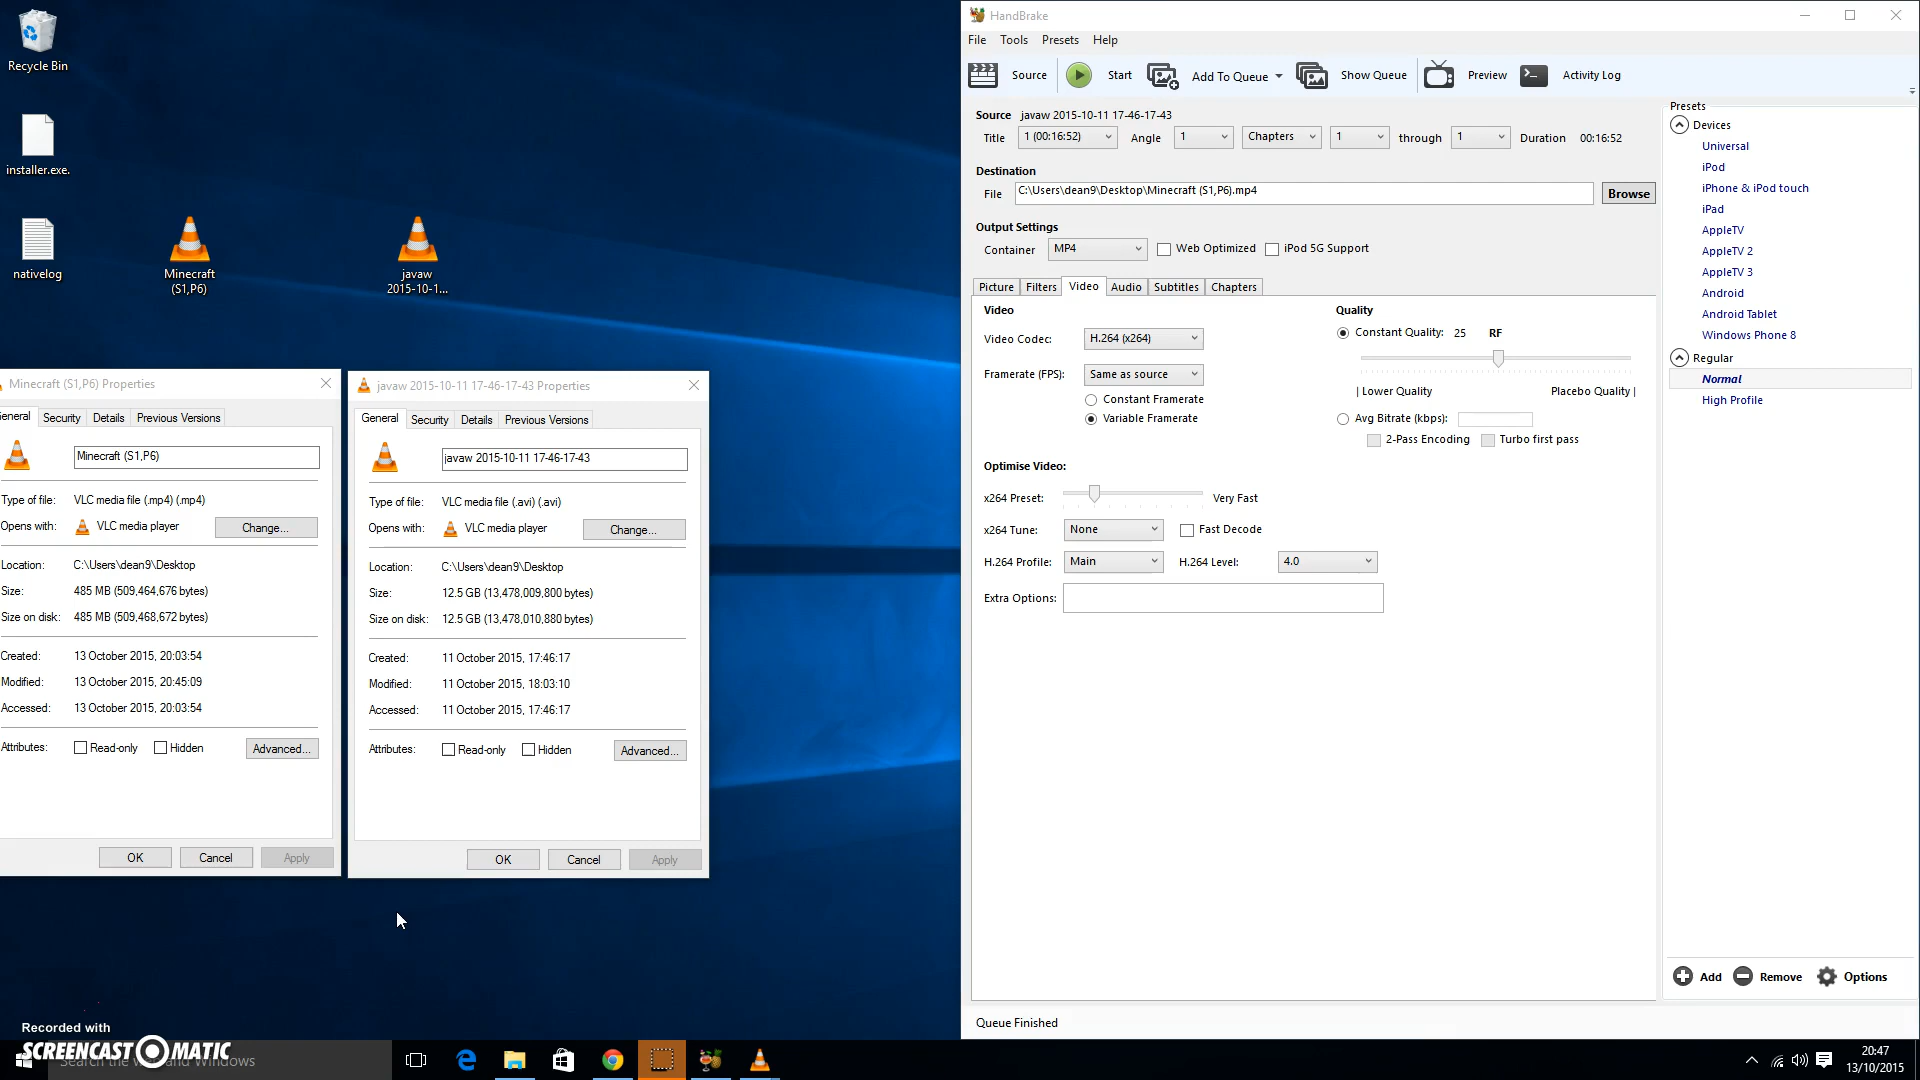 Recycle Bin
installer.exe.
nativelog
Minecraft
(S1,P6)
javaw
2015-10-1...
Minecraft (S1,P6) Properties
eneral Security Details Previous Versions
Minecraft (S1,P6)
Type of file: VLC media file (.mp4) (.mp4)
Opens with: VLC media player Change...
Location: C:\Users\dean9\Desktop
Size: 485 MB (509,464,676 bytes)
Size on disk: 485 MB (509,468,672 bytes)
Created: 13 October 2015, 20:03:54
Modified: 13 October 2015, 20:45:09
Accessed: 13 October 2015, 20:03:54
Attributes: Read-only Hidden Advanced...
OK Cancel Apply
javaw 2015-10-11 17-46-17-43 Properties
General Security Details Previous Versions
javaw 2015-10-11 17-46-17-43
Type of file: VLC media file (.avi) (.avi)
Opens with: VLC media player Change...
Location: C:\Users\dean9\Desktop
Size: 12.5 GB (13,478,009,800 bytes)
Size on disk: 12.5 GB (13,478,010,880 bytes)
Created: 11 October 2015, 17:46:17
Modified: 11 October 2015, 18:03:10
Accessed: 11 October 2015, 17:46:17
Attributes: Read-only Hidden Advanced...
OK Cancel Apply
HandBrake
File Tools Presets Help
Source Start Add To Queue Show Queue Preview Activity Log
Source javaw 2015-10-11 17-46-17-43
Title 1 (00:16:52) Angle 1 Chapters 1 through 1 Duration 00:16:52
Destination
File C:\Users\dean9\Desktop\Minecraft (S1,P6).mp4 Browse
Output Settings
Container MP4 Web Optimized iPod 5G Support
Picture Filters Video Audio Subtitles Chapters
Video
Video Codec: H.264 (x264)
Framerate (FPS): Same as source
Constant Framerate
Variable Framerate
Quality
Constant Quality: 25 RF
| Lower Quality Placebo Quality |
Avg Bitrate (kbps):
2-Pass Encoding Turbo first pass
Optimise Video:
x264 Preset: Very Fast
x264 Tune: None Fast Decode
H.264 Profile: Main H.264 Level: 4.0
Extra Options:
Presets
Devices
Universal
iPod
iPhone & iPod touch
iPad
AppleTV
AppleTV 2
AppleTV 3
Android
Android Tablet
Windows Phone 8
Regular
Normal
High Profile
Add Remove Options
Queue Finished
Recorded with
SCREENCAST MATIC
Search the web and Windows
20:47
13/10/2015